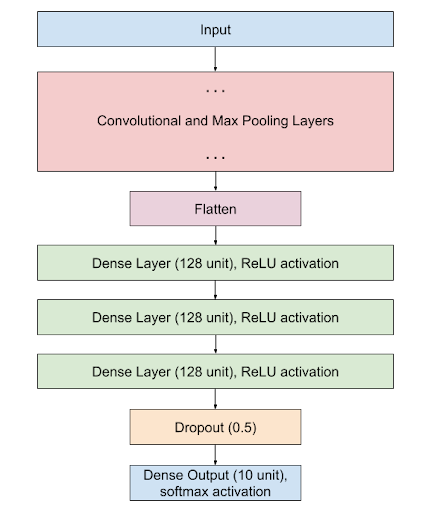 Input
...
Convolutional and Max Pooling Layers
...
Flatten
Dense Layer (128 unit), ReLU activation
Dense Layer (128 unit), ReLU activation
Dense Layer (128 unit), ReLU activation
Dropout (0.5)
Dense Output (10 unit),
softmax activation